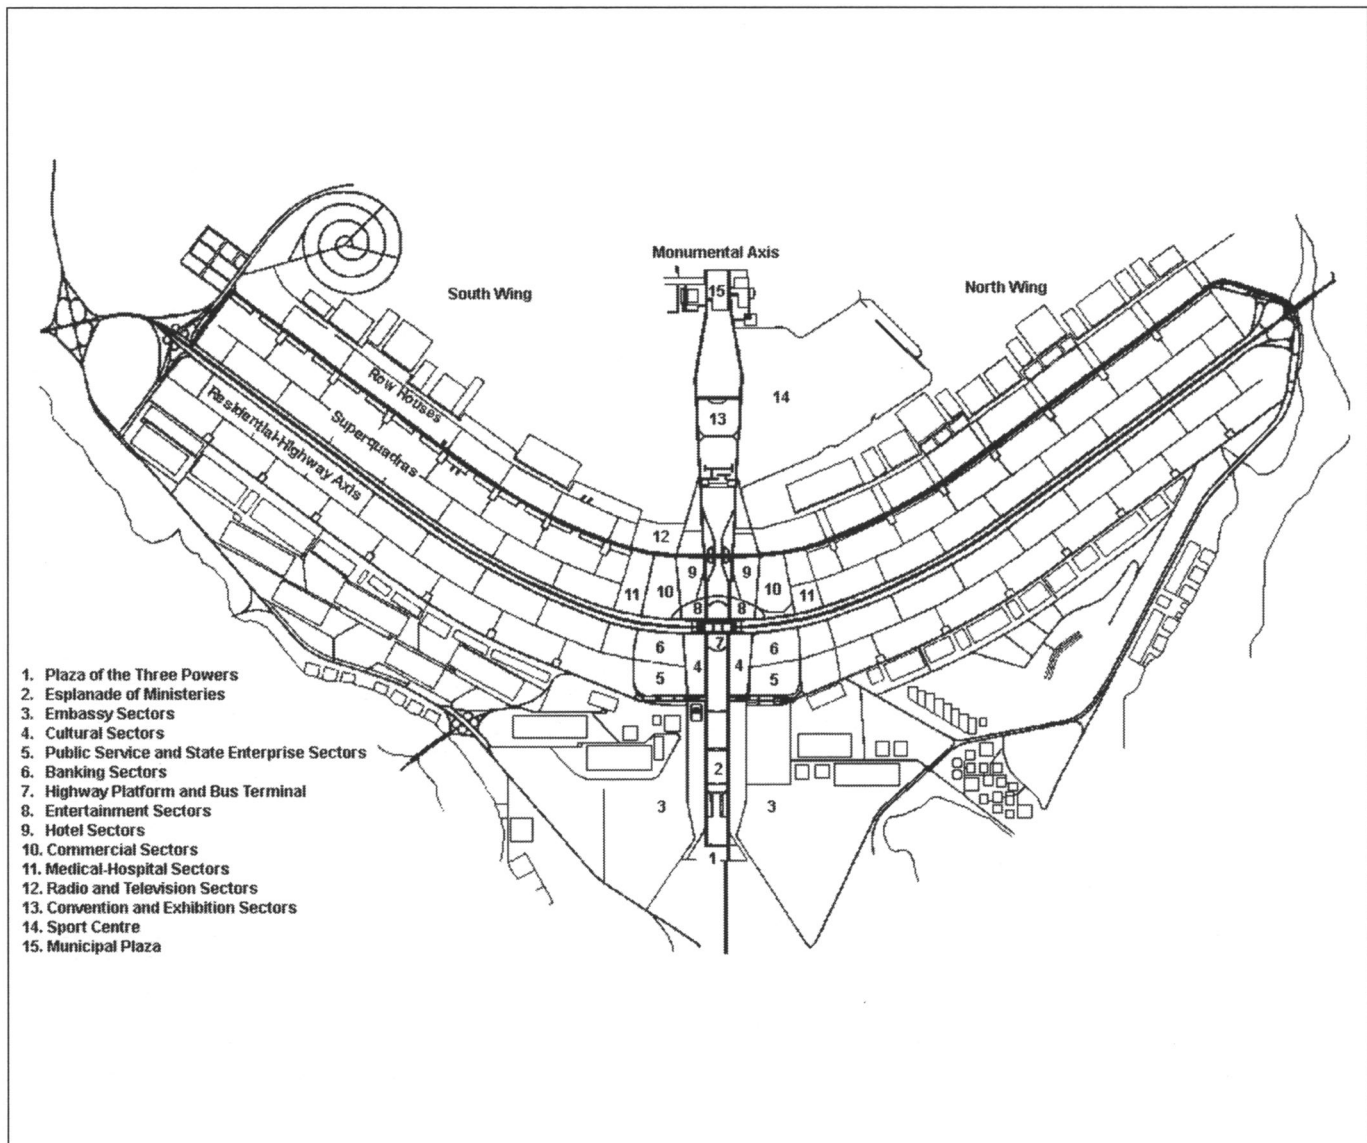 Monumental Axis
South Wing
North Wing
15
14
13
Row Houses
Superquadras
Residential-Highway Axis
12
9
9
11
10
10
11
8
8
7
6
4
4
6
5
5
2
3
3
1
1. Plaza of the Three Powers
2. Esplanade of Ministeries
3. Embassy Sectors
4. Cultural Sectors
5. Public Service and State Enterprise Sectors
6. Banking Sectors
7. Highway Platform and Bus Terminal
8. Entertainment Sectors
9. Hotel Sectors
10. Commercial Sectors
11. Medical-Hospital Sectors
12. Radio and Television Sectors
13. Convention and Exhibition Sectors
14. Sport Centre
15. Municipal Plaza